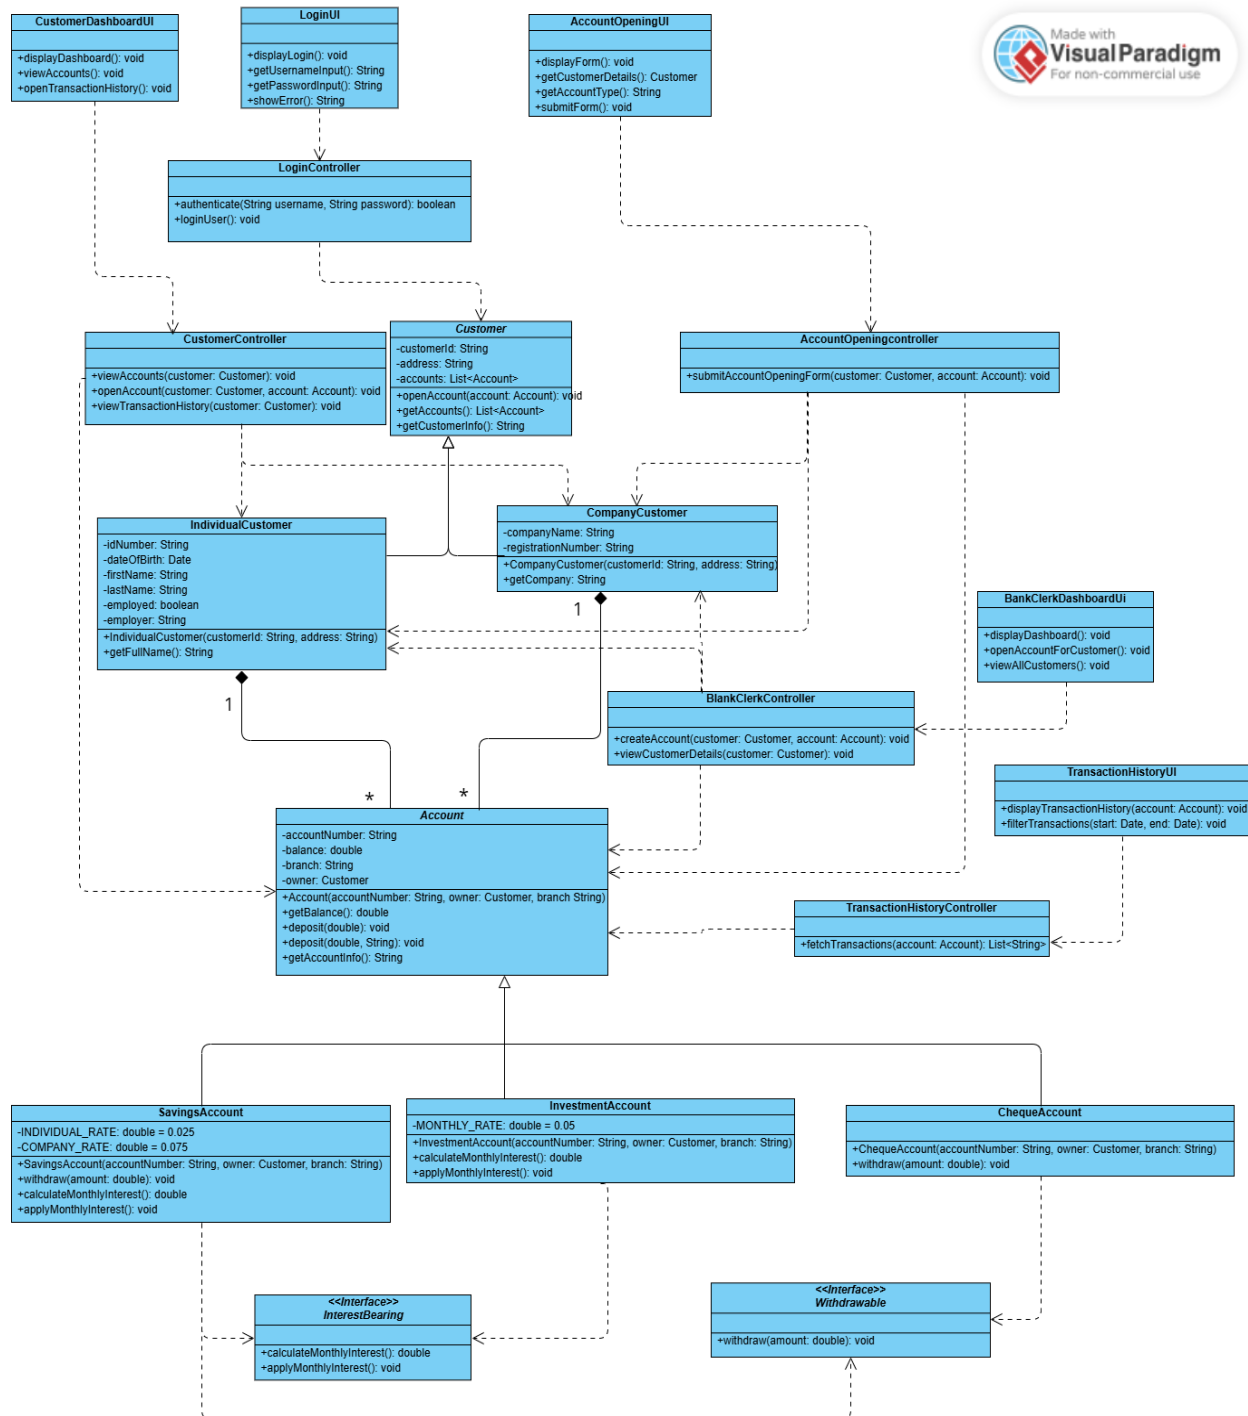 CustomerDashboardUI
+displayDashboard(): void
+viewAccounts(): void
+openTransactionHistory(): void
LoginUI
+displayLogin(): void
+getUsernameInput(): String
+getPasswordInput(): String
+showError(): String
AccountOpeningUI
+displayForm(): void
+getCustomerDetails(): Customer
+getAccountType(): String
+submitForm(): void
Made with
Visual Paradigm
For non-commercial use
LoginController
+authenticate(String username, String password): boolean
+loginUser(): void
CustomerController
+viewAccounts(customer: Customer): void
+openAccount(customer: Customer, account: Account): void
+viewTransactionHistory(customer: Customer): void
Customer
-customerId: String
-address: String
-accounts: List<Account>
+openAccount(account: Account): void
+getAccounts(): List<Account>
+getCustomerInfo(): String
AccountOpeningcontroller
+submitAccountOpeningForm(customer: Customer, account: Account): void
IndividualCustomer
-idNumber: String
-dateOfBirth: Date
-firstName: String
-lastName: String
-employed: boolean
-employer: String
+IndividualCustomer(customerId: String, address: String)
+getFullName(): String
CompanyCustomer
-companyName: String
-registrationNumber: String
+CompanyCustomer(customerId: String, address: String)
+getCompany: String
BankClerkDashboardUi
+displayDashboard(): void
+openAccountForCustomer(): void
+viewAllCustomers(): void
1
1
BlankClerkController
+createAccount(customer: Customer, account: Account): void
+viewCustomerDetails(customer: Customer): void
TransactionHistoryUI
+displayTransactionHistory(account: Account): void
+filterTransactions(start: Date, end: Date): void
*
*
Account
-accountNumber: String
-balance: double
-branch: String
-owner: Customer
+Account(accountNumber: String, owner: Customer, branch String)
+getBalance(): double
+deposit(double): void
+deposit(double, String): void
+getAccountInfo(): String
TransactionHistoryController
+fetchTransactions(account: Account): List<String>
SavingsAccount
-INDIVIDUAL_RATE: double = 0.025
-COMPANY_RATE: double = 0.075
+SavingsAccount(accountNumber: String, owner: Customer, branch: String)
+withdraw(amount: double): void
+calculateMonthlyInterest(): double
+applyMonthlyInterest(): void
InvestmentAccount
-MONTHLY_RATE: double = 0.05
+InvestmentAccount(accountNumber: String, owner: Customer, branch: String)
+calculateMonthlyInterest(): double
+applyMonthlyInterest(): void
ChequeAccount
+ChequeAccount(accountNumber: String, owner: Customer, branch: String)
+withdraw(amount: double): void
<<Interface>>
InterestBearing
+calculateMonthlyInterest(): double
+applyMonthlyInterest(): void
<<Interface>>
Withdrawable
+withdraw(amount: double): void